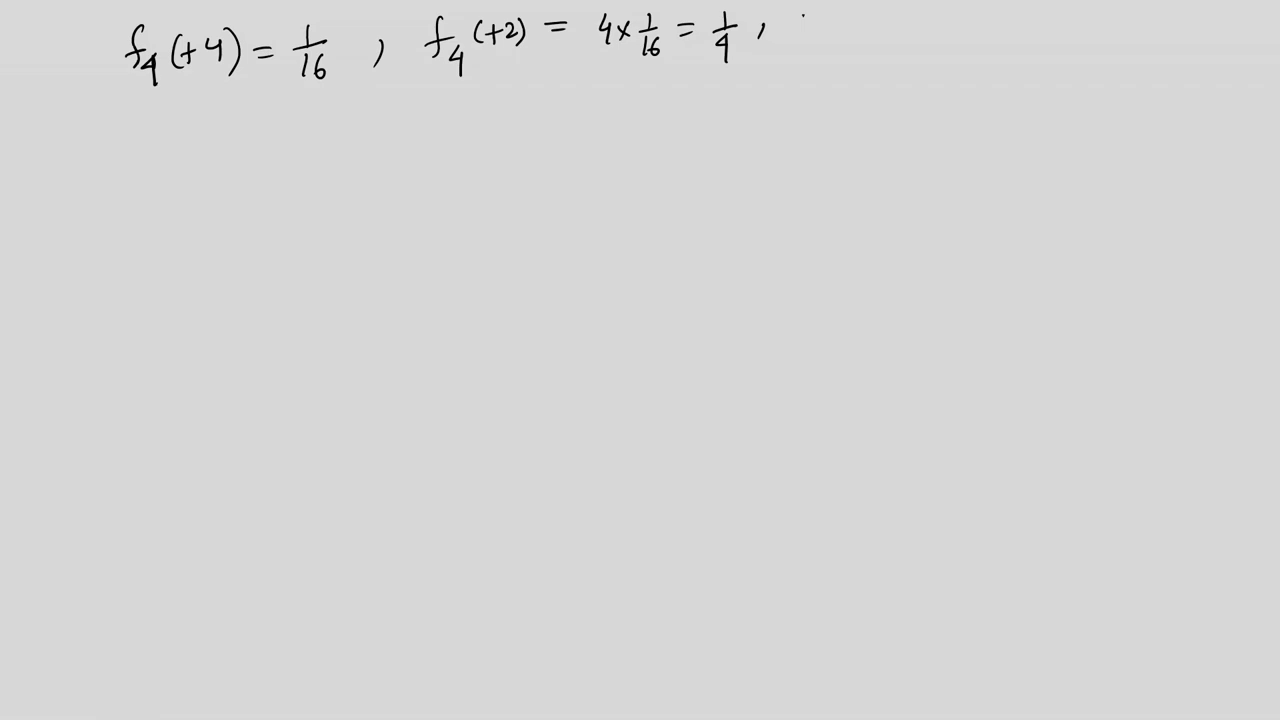 f₄(+4) = 1/16 , f₄(+2) = 4×1/16 = 1/4 ,